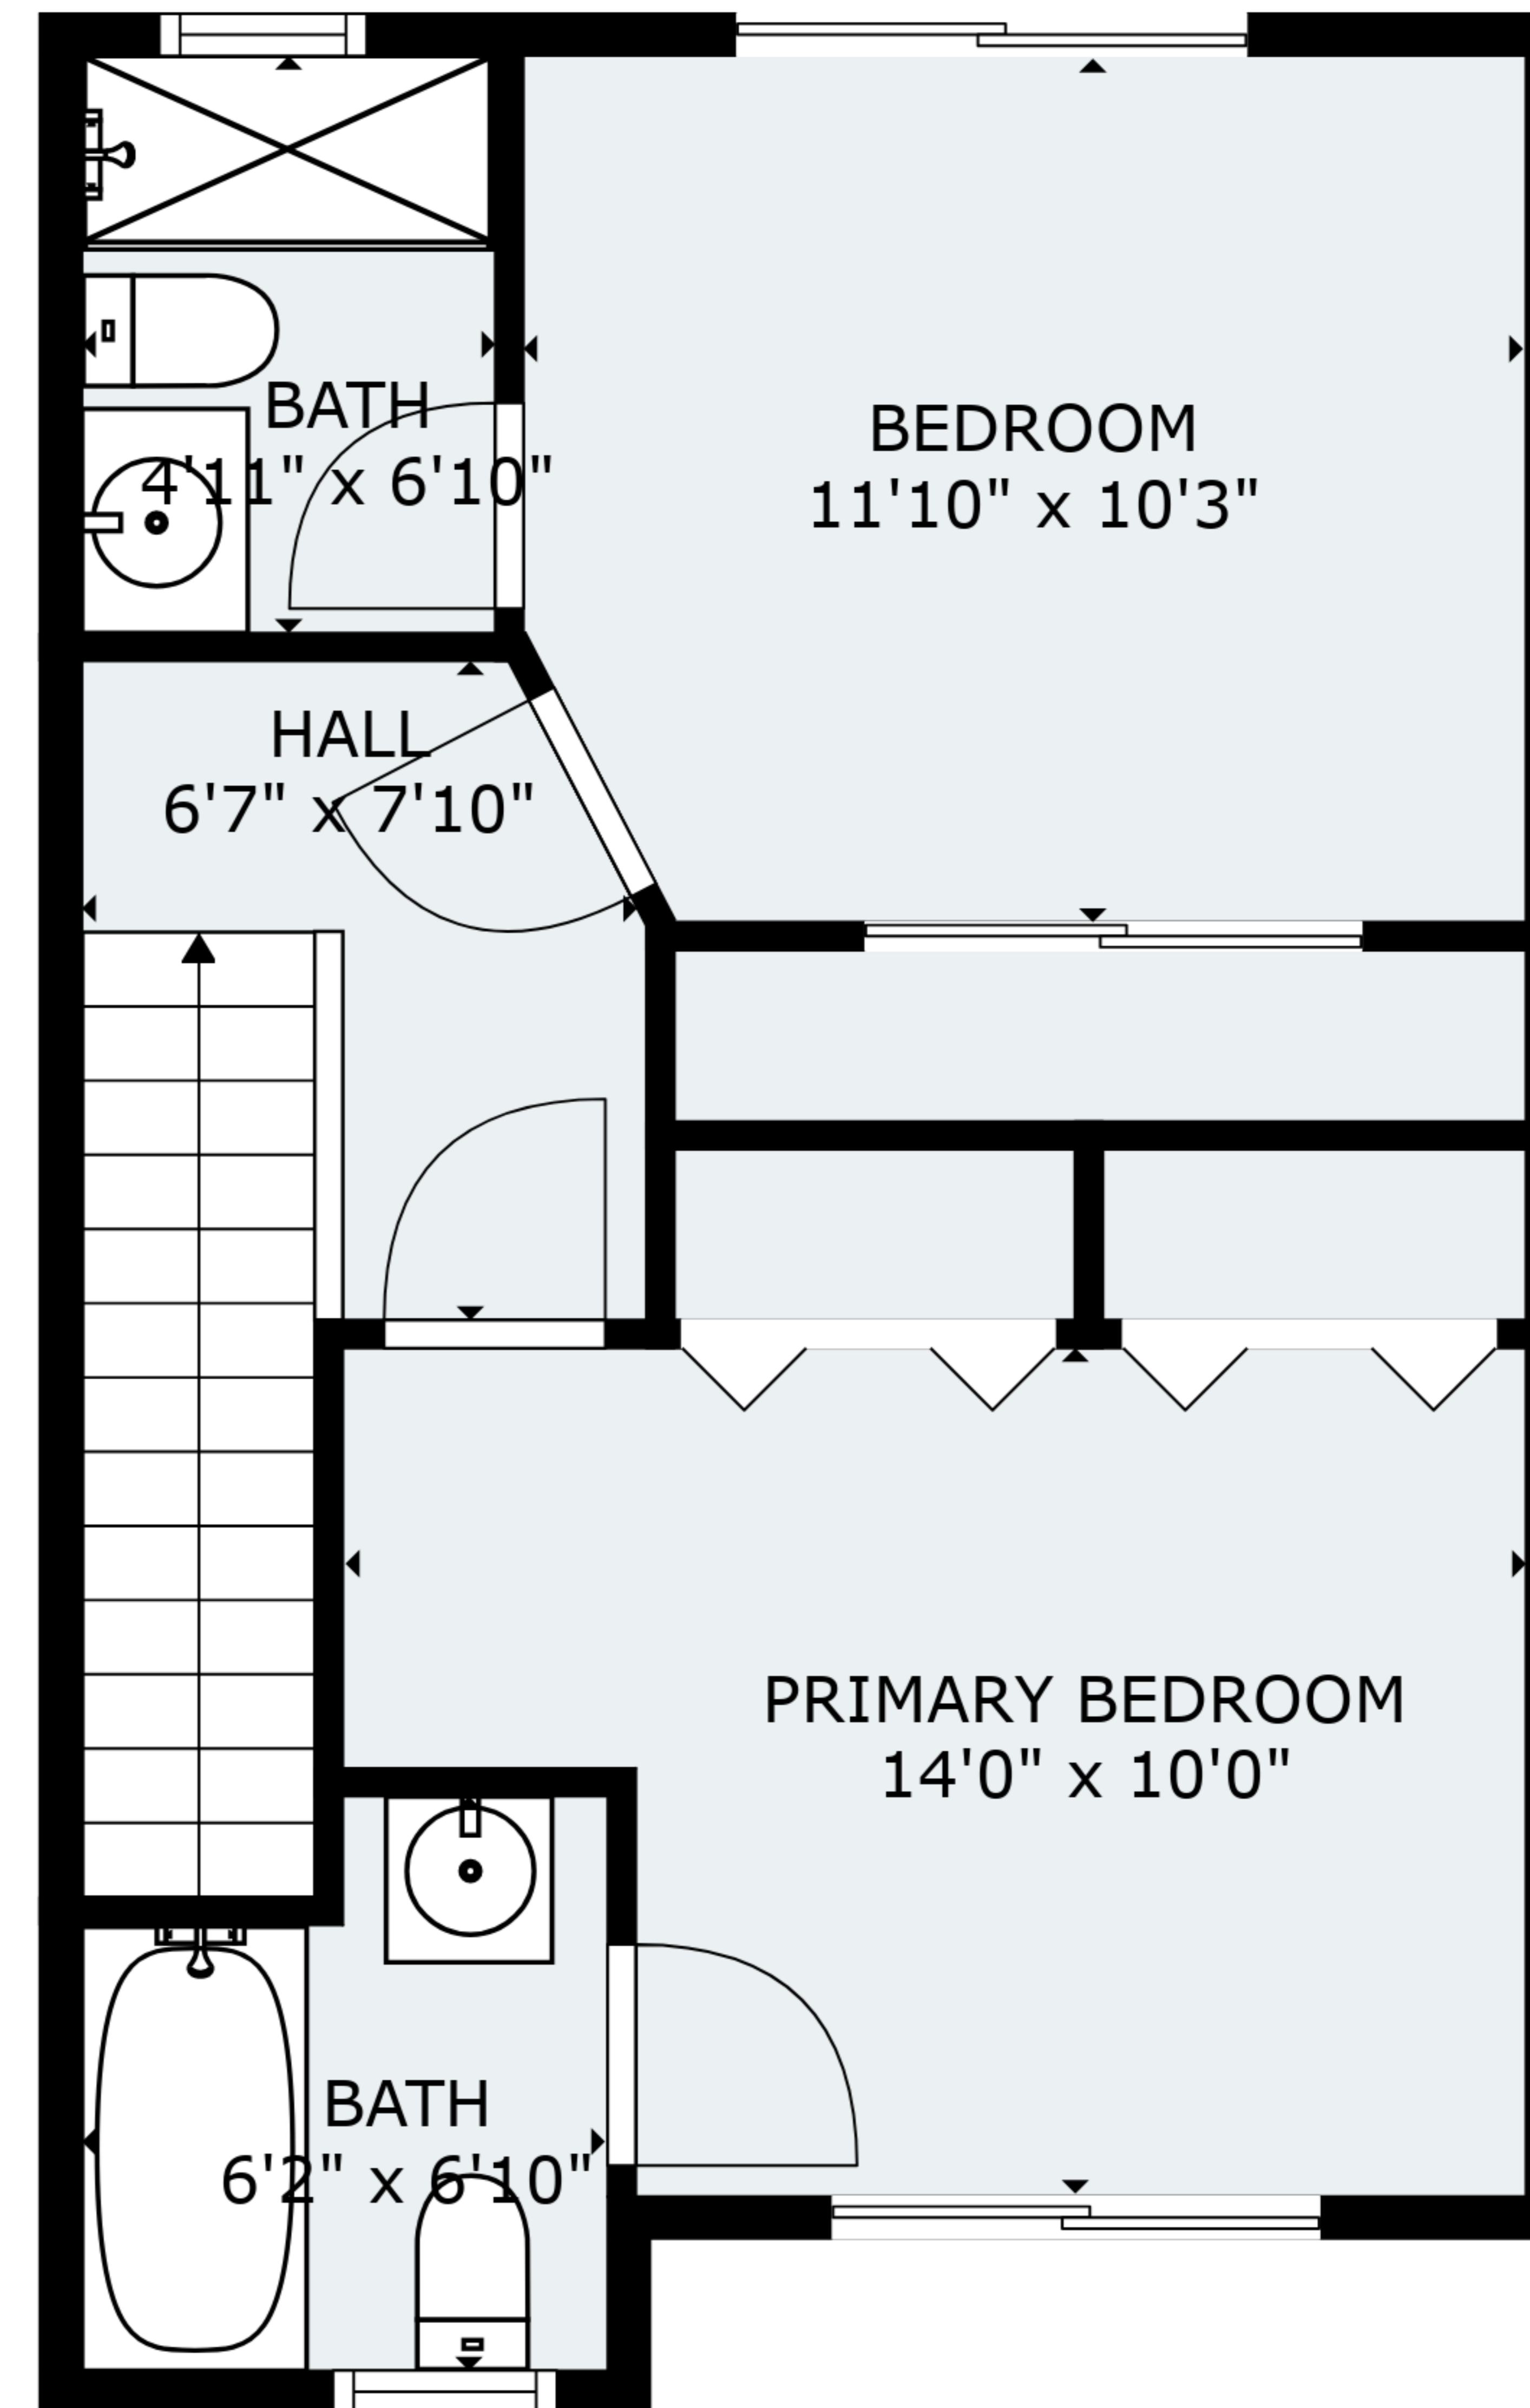 BATH
4'11" x 6'10"
BEDROOM
11'10" x 10'3"
HALL
6'7" x 7'10"
PRIMARY BEDROOM
14'0" x 10'0"
BATH
6'2" x 6'10"